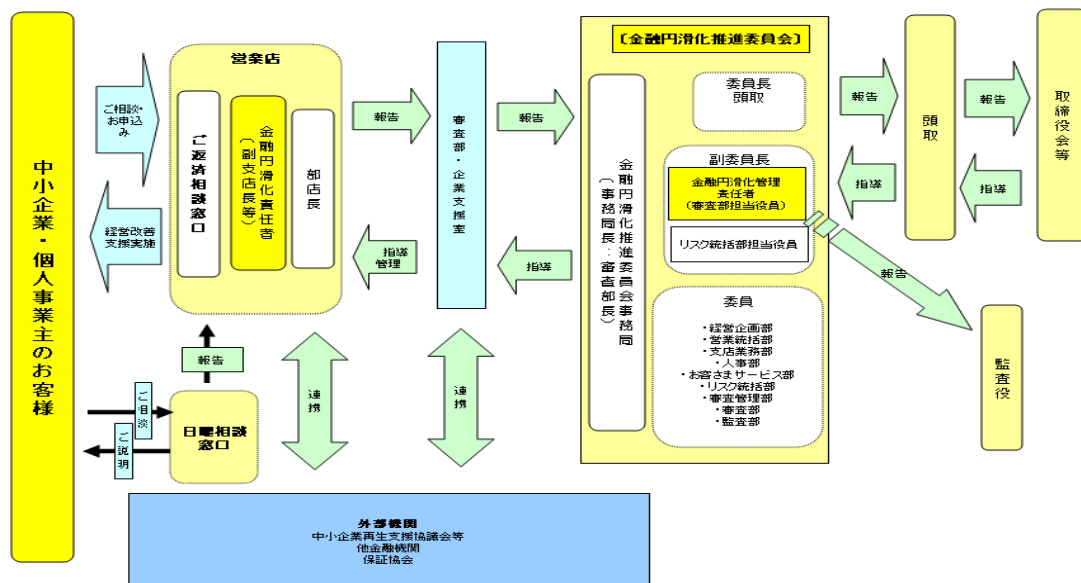 中小企業・個人事業主のお客様
ご相談・
お申込
み
経営改善
支援実施
営業店
ご返済相談窓口
金融円滑化責任者
（副支店長等）
部店長
報告
指導
管理
審査部・企業支援室
報告
指導
〔金融円滑化推進委員会〕
金融円滑化推進委員会事務局
（事務局長：審査部長）
委員長
頭取
副委員長
金融円滑化管理
責任者
（審査部担当役員）
リスク統括部担当役員
委員
・経営企画部
・営業統括部
・支店業務部
・人事部
・お客さまサービス部
・リスク統括部
・審査管理部
・審査部
・監査部
報告
指導
頭取
報告
指導
取締役会等
報告
監査役
報告
ご相談
ご説明
日曜相談
窓口
連携
連携
外部機関
中小企業再生支援協議会等
他金融機関
保証協会